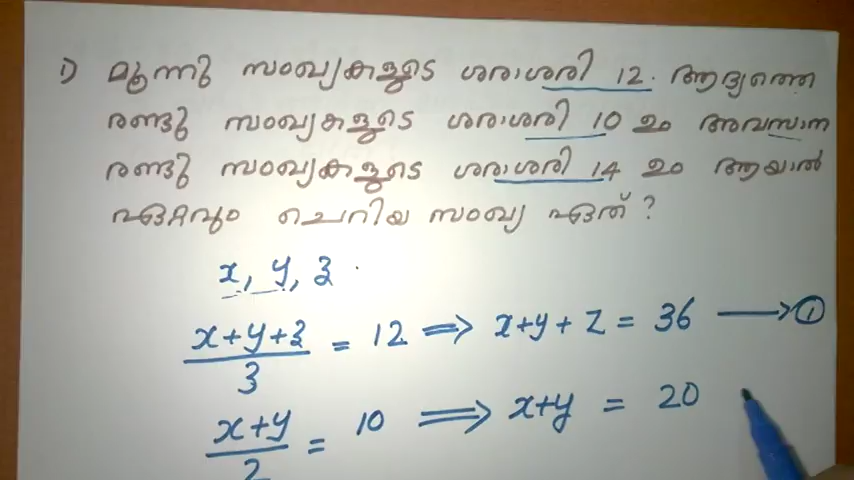 1) മൂന്നു സംഖ്യകളുടെ ശരാശരി 12. ആദ്യത്തെ
രണ്ടു സംഖ്യകളുടെ ശരാശരി 10 ഉം അവസാന
രണ്ടു സംഖ്യകളുടെ ശരാശരി 14 ഉം ആയാൽ
ഏറ്റവും ചെറിയ സംഖ്യ ഏത് ?
x, y, z .
x+y+z/3 = 12 ⟹ x+y+z = 36 ⟶ ①
x+y/2 = 10 ⟹ x+y = 20